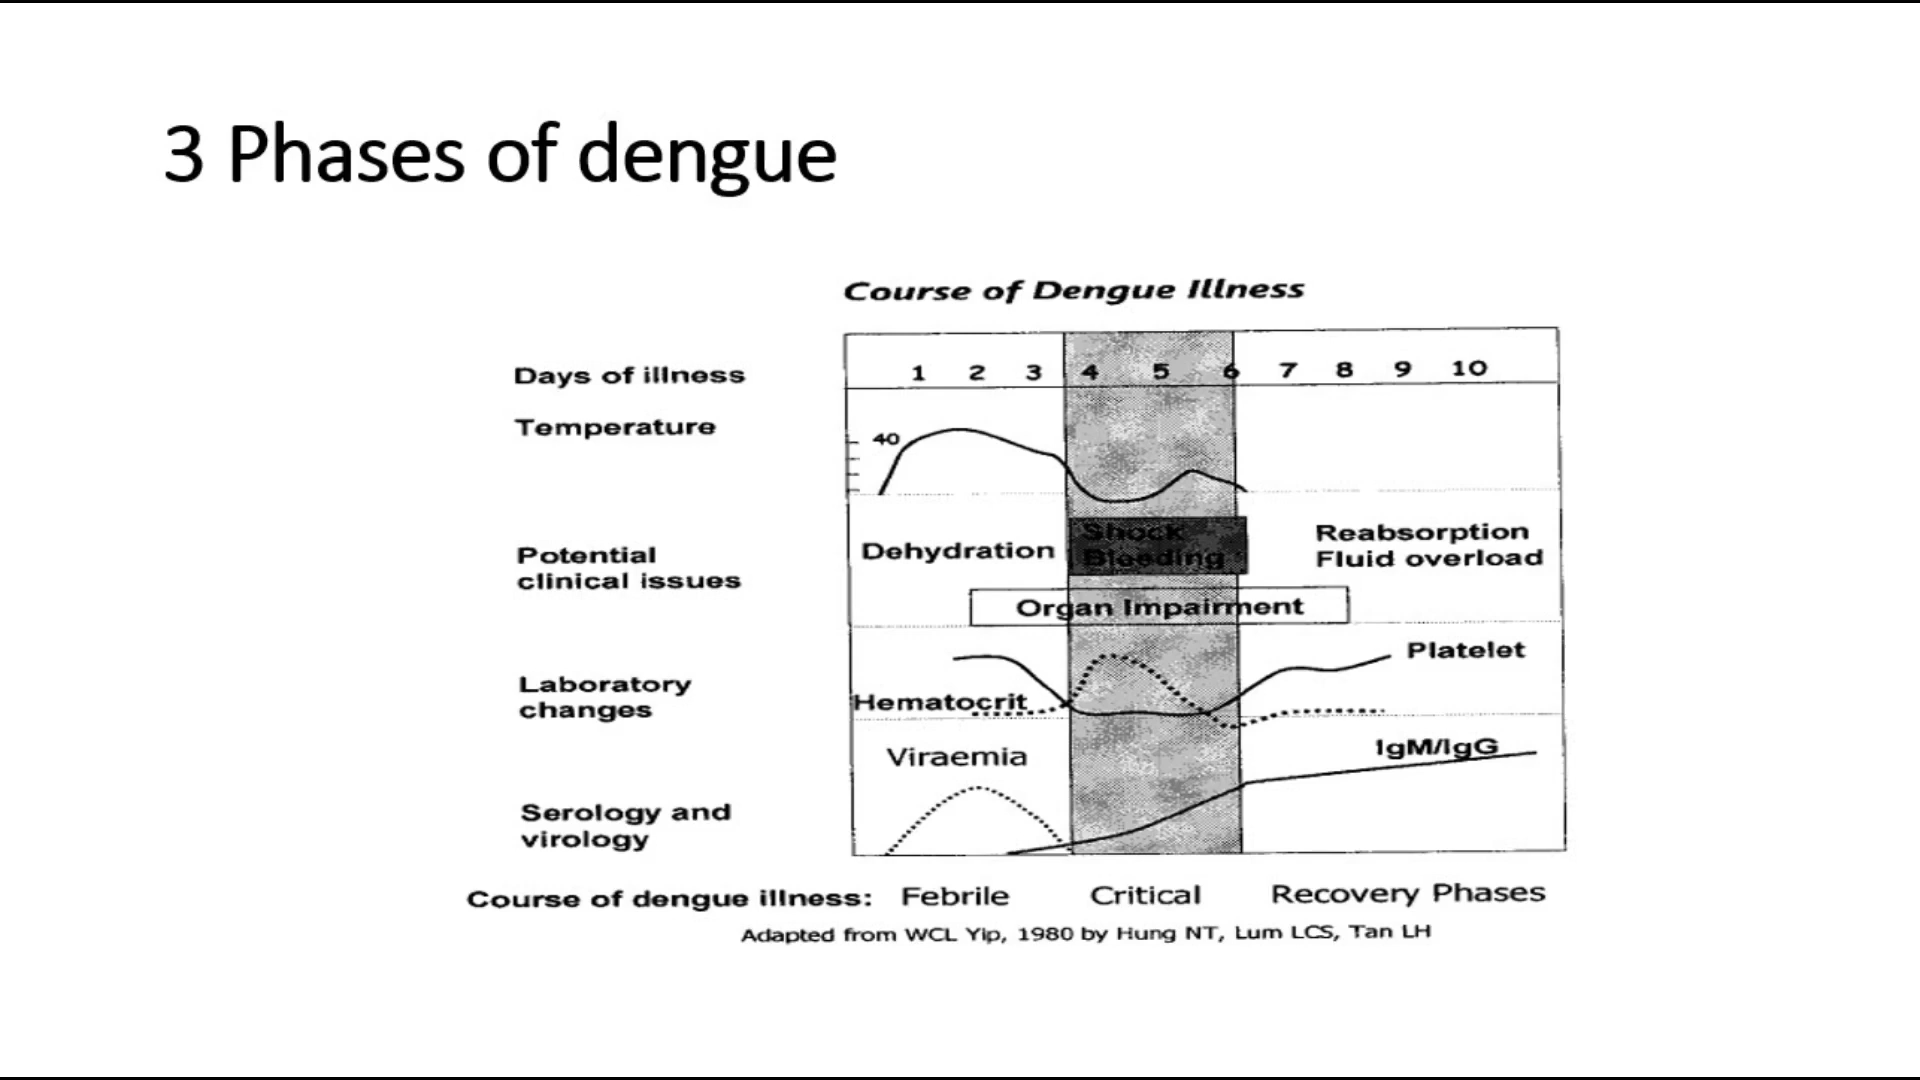 3 Phases of dengue
Course of Dengue Illness
Days of illness 1 2 3 4 5 6 7 8 9 10
Temperature
40
Potential
clinical issues
Dehydration
Shock
Bleeding
Reabsorption
Fluid overload
Organ Impairment
Laboratory
changes
Platelet
Hematocrit
Serology and
virology
Viraemia
IgM/IgG
Course of dengue illness: Febrile Critical Recovery Phases
Adapted from WCL Yip, 1980 by Hung NT, Lum LCS, Tan LH